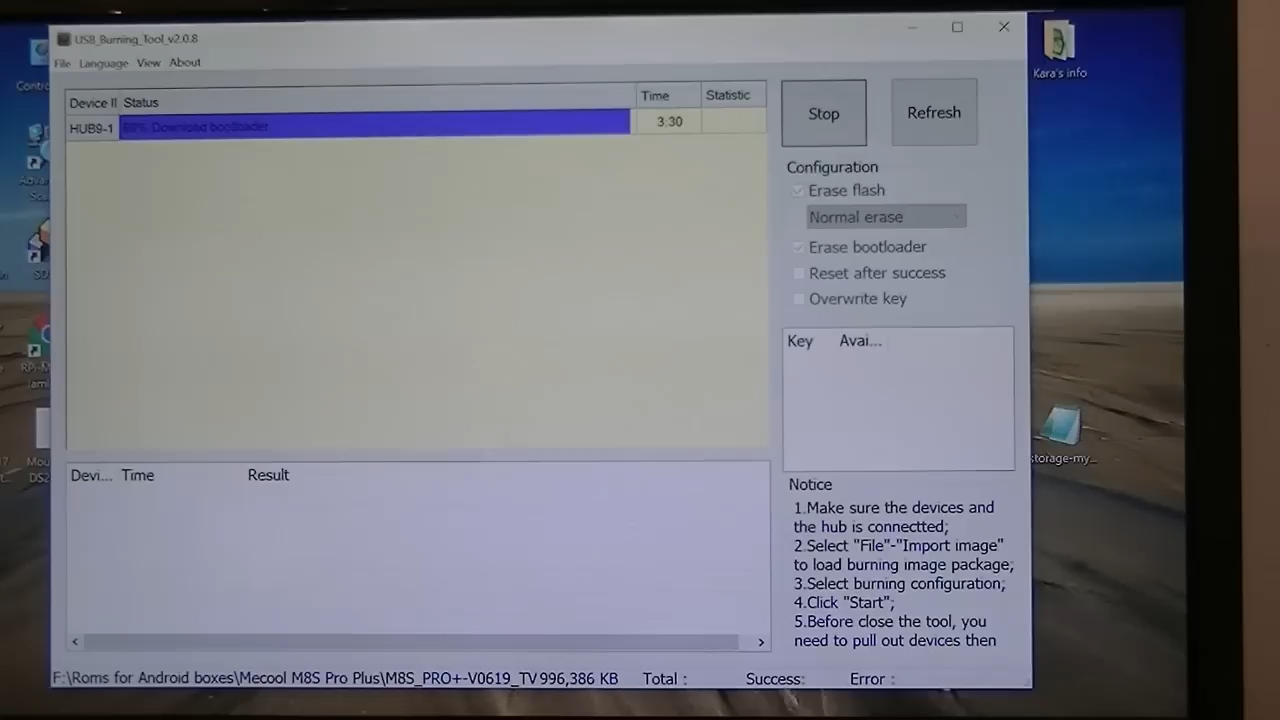 USB_Burning_Tool_v2.0.8
File Language View About
Device II Status Time Statistic
HUB9-1 Download bootloader 3:30
Stop Refresh
Configuration
Erase flash
Normal erase
Erase bootloader
Reset after success
Overwrite key
Key Avai...
Devi... Time Result
Notice
1.Make sure the devices and
the hub is connectted;
2.Select "File"-"Import image"
to load burning image package;
3.Select burning configuration;
4.Click "Start";
5.Before close the tool, you
need to pull out devices then
F:\Roms for Android boxes\Mecool M8S Pro Plus\M8S_PRO+-V0619_TV 996,386 KB Total : Success: Error :
Kara's info
storage-my...